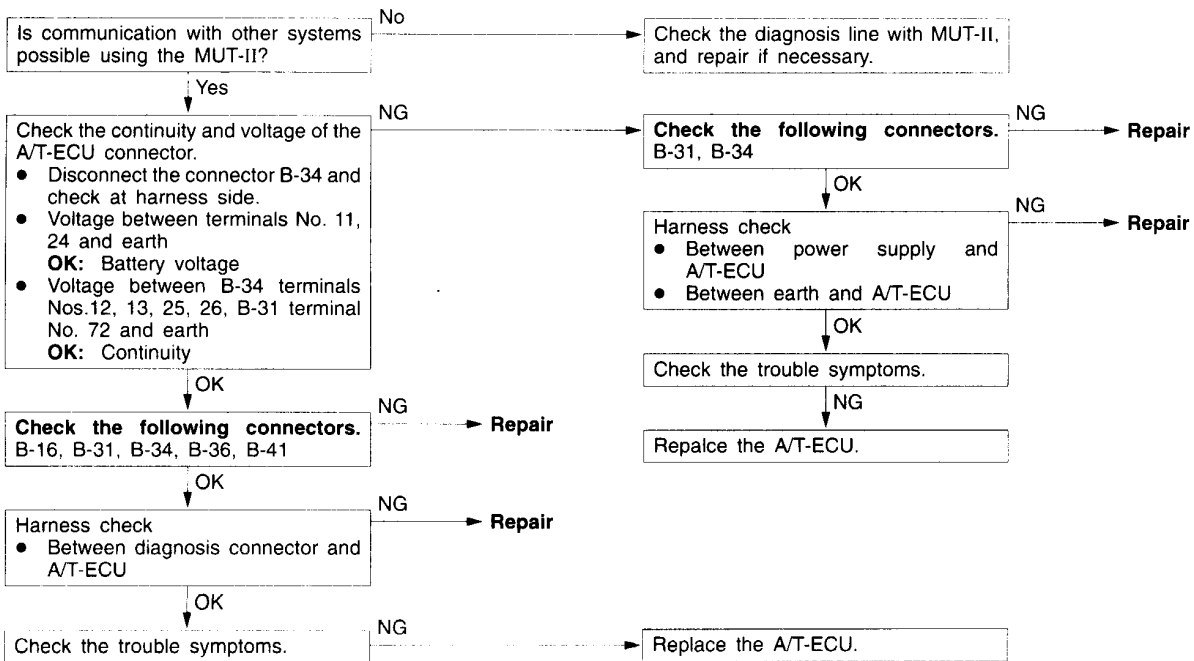 Is communication with other systems
possible using the MUT-II?
No
Check the diagnosis line with MUT-II,
and repair if necessary.
Yes
Check the continuity and voltage of the
A/T-ECU connector.
● Disconnect the connector B-34 and
check at harness side.
● Voltage between terminals No. 11,
24 and earth
OK: Battery voltage
● Voltage between B-34 terminals
Nos.12, 13, 25, 26, B-31 terminal
No. 72 and earth
OK: Continuity
NG
Check the following connectors.
B-31, B-34
NG
Repair
OK
Harness check
● Between power supply and
A/T-ECU
● Between earth and A/T-ECU
NG
Repair
OK
Check the trouble symptoms.
NG
Repalce the A/T-ECU.
OK
Check the following connectors.
B-16, B-31, B-34, B-36, B-41
NG
Repair
OK
Harness check
● Between diagnosis connector and
A/T-ECU
NG
Repair
OK
Check the trouble symptoms.
NG
Replace the A/T-ECU.